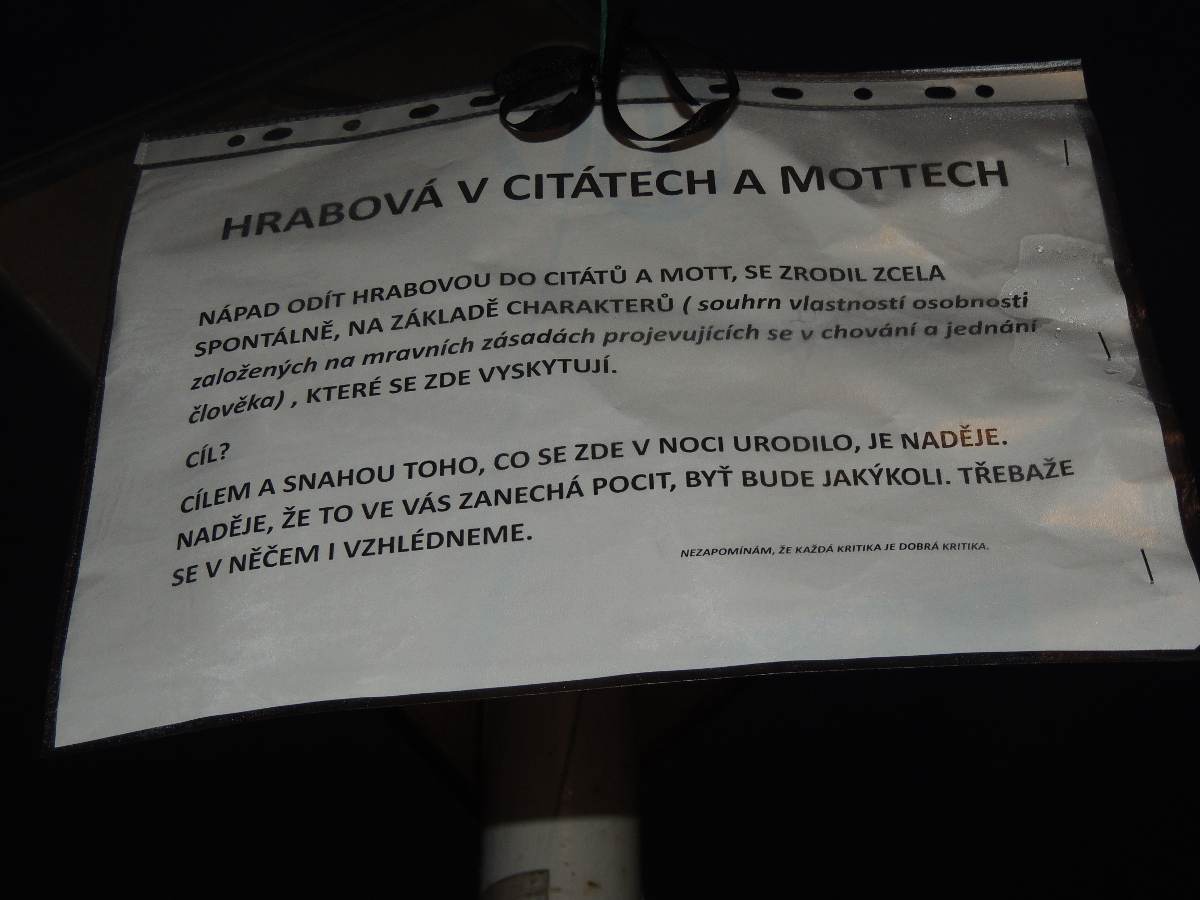 HRABOVÁ V CITÁTECH A MOTTECH
NÁPAD ODÍT HRABOVOU DO CITÁTŮ A MOTT, SE ZRODIL ZCELA
SPONTÁLNĚ, NA ZÁKLADĚ CHARAKTERŮ ( souhrn vlastností osobnosti
založených na mravních zásadách projevujících se v chování a jednání
člověka) , KTERÉ SE ZDE VYSKYTUJÍ.
CÍL?
CÍLEM A SNAHOU TOHO, CO SE ZDE V NOCI URODILO, JE NADĚJE.
NADĚJE, ŽE TO VE VÁS ZANECHÁ POCIT, BYŤ BUDE JAKÝKOLI. TŘEBAŽE
SE V NĚČEM I VZHLÉDNEME.
NEZAPOMÍNÁM, ŽE KAŽDÁ KRITIKA JE DOBRÁ KRITIKA.